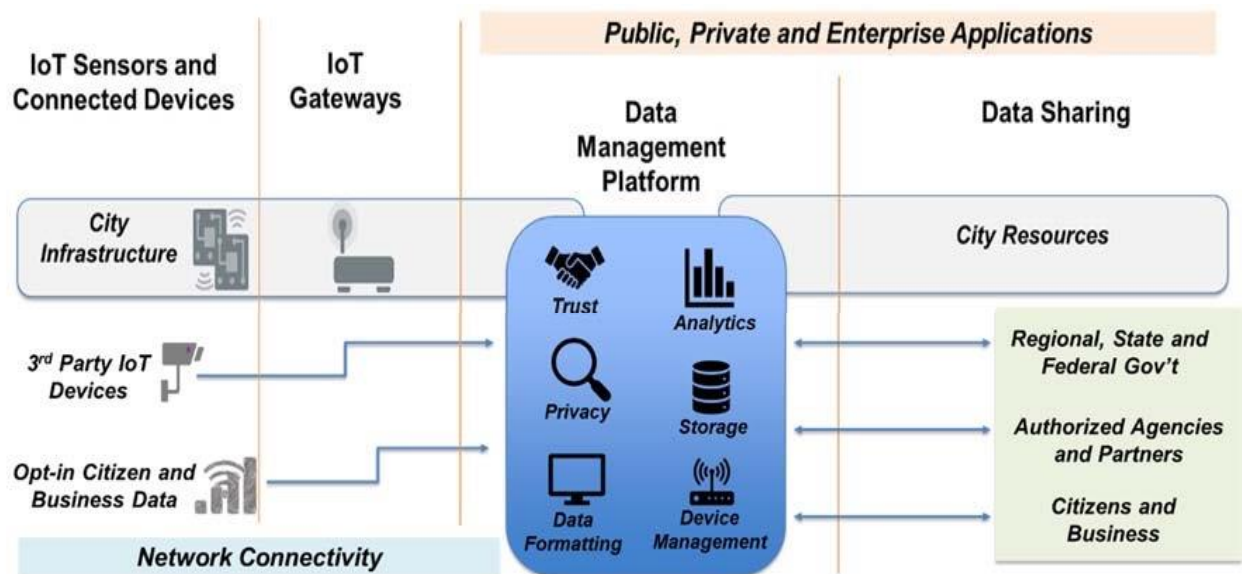 Public, Private and Enterprise Applications
IoT Sensors and
Connected Devices
IoT
Gateways
Data
Management
Platform
Data Sharing
City
Infrastructure
City Resources
Trust
Analytics
3rd Party IoT
Devices
Regional, State and
Federal Gov't
Privacy
Storage
Authorized Agencies
and Partners
Opt-in Citizen and
Business Data
Data
Formatting
Device
Management
Citizens and
Business
Network Connectivity